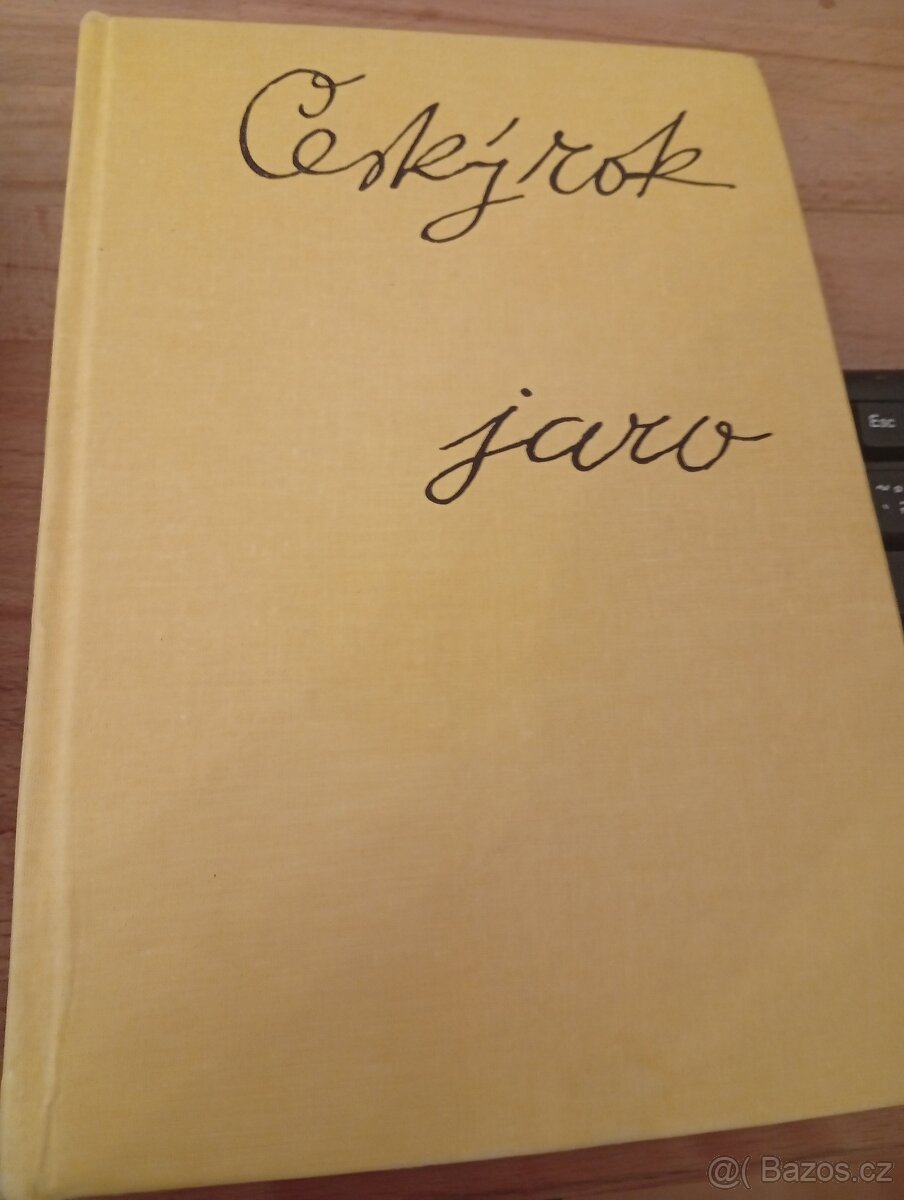 Český rok
jaro
Esc
@( Bazos.cz